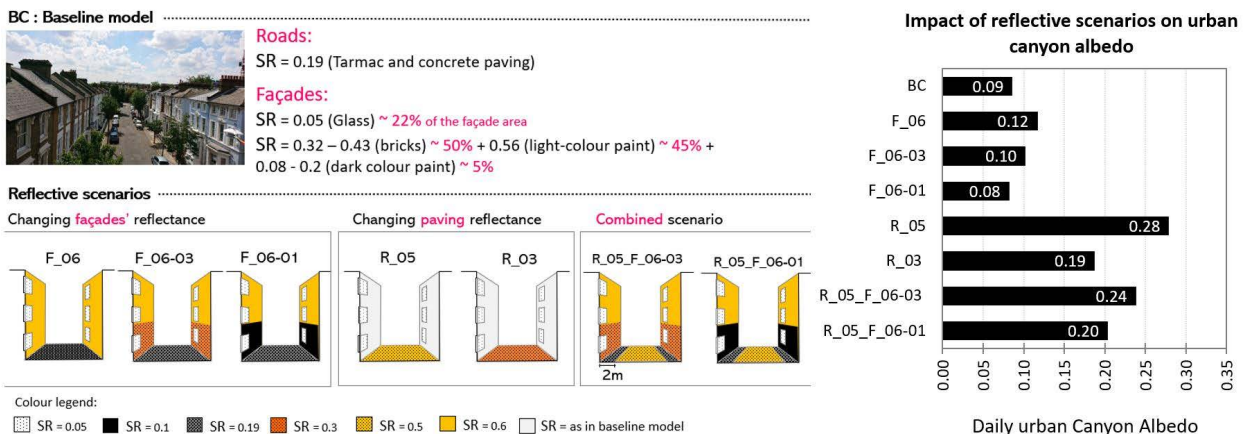 BC : Baseline model
Roads:
SR = 0.19 (Tarmac and concrete paving)
Façades:
SR = 0.05 (Glass) ~ 22% of the façade area
SR = 0.32 – 0.43 (bricks) ~ 50% + 0.56 (light-colour paint) ~ 45% +
0.08 - 0.2 (dark colour paint) ~ 5%
Reflective scenarios
Changing façades' reflectance
Changing paving reflectance
Combined scenario
F_06
F_06-03
F_06-01
R_05
R_03
R_05_F_06-03
R_05_F_06-01
2m
Colour legend:
SR = 0.05
SR = 0.1
SR = 0.19
SR = 0.3
SR = 0.5
SR = 0.6
SR = as in baseline model
Impact of reflective scenarios on urban
canyon albedo
BC 0.09
F_06 0.12
F_06-03 0.10
F_06-01 0.08
R_05 0.28
R_03 0.19
R_05_F_06-03 0.24
R_05_F_06-01 0.20
0.00 0.05 0.10 0.15 0.20 0.25 0.30 0.35
Daily urban Canyon Albedo